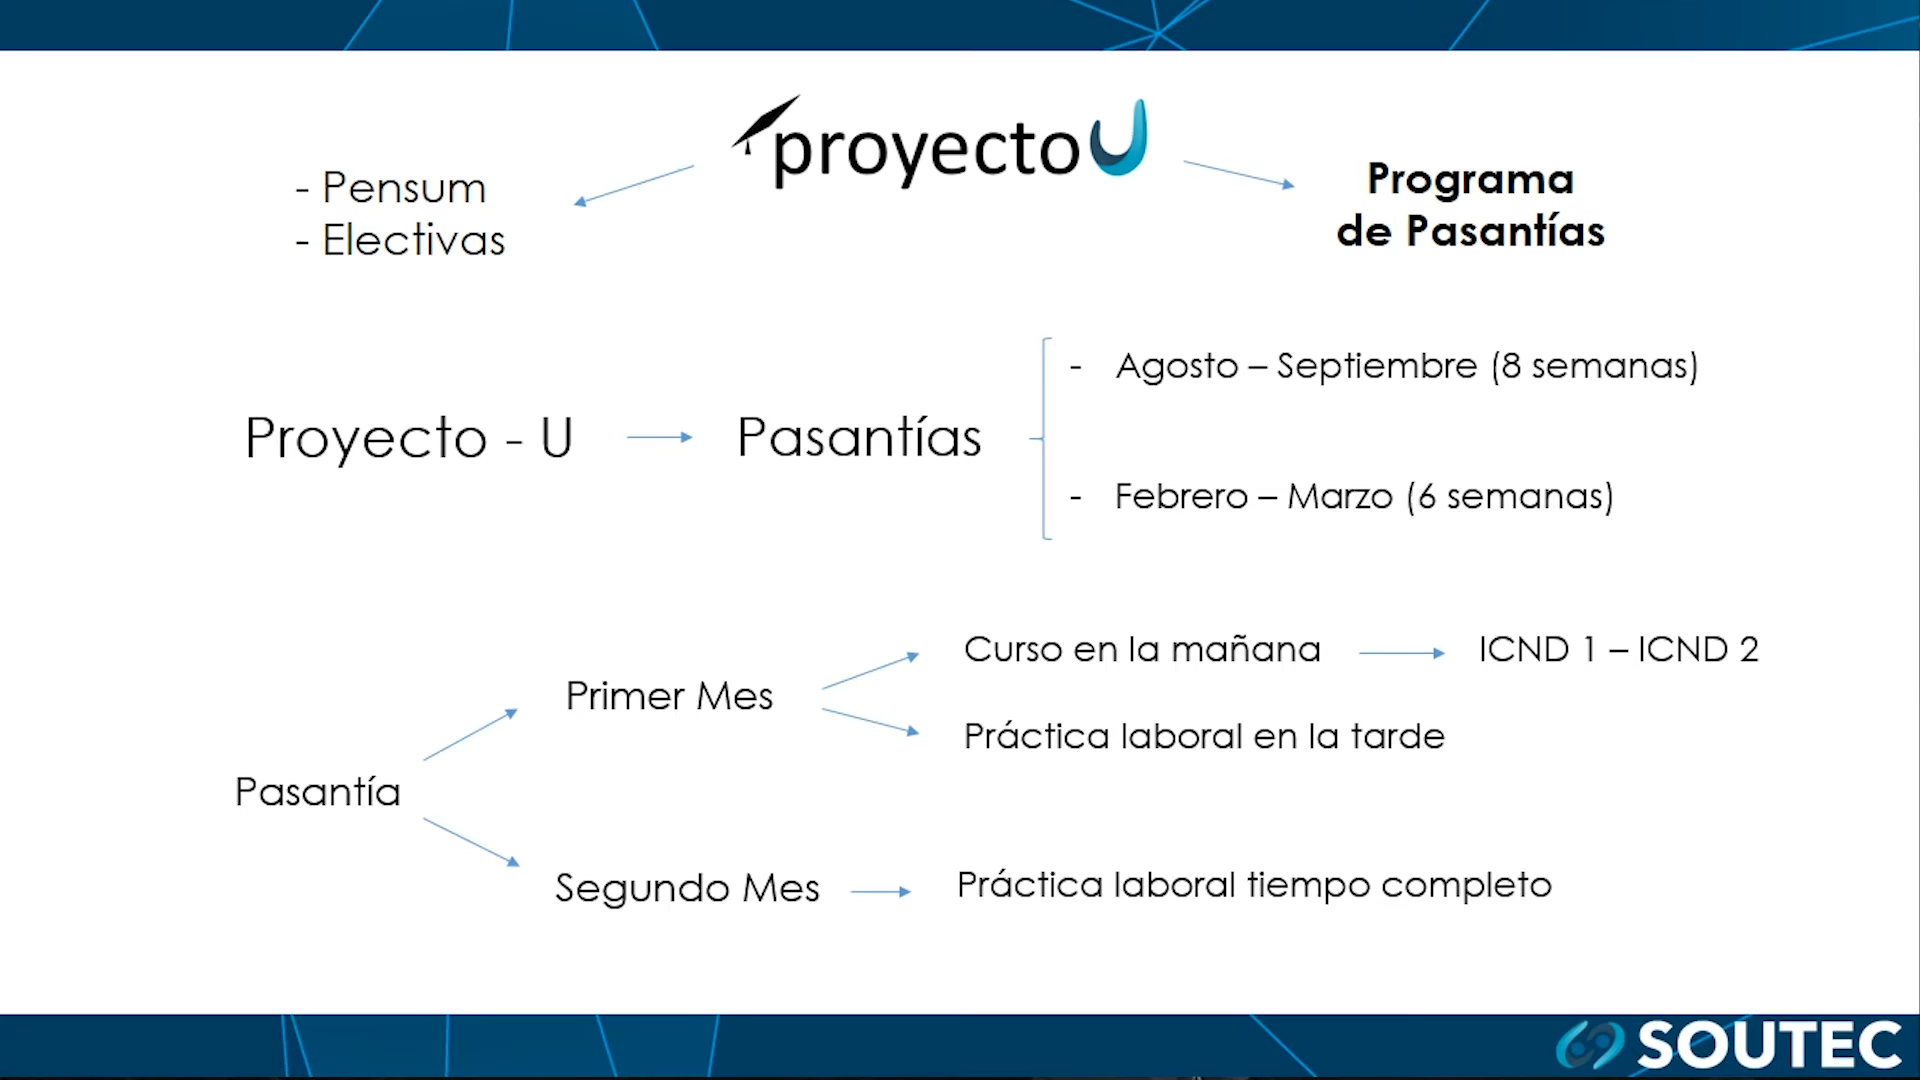 proyectoU
- Pensum
- Electivas
Programa
de Pasantías
Proyecto - U
Pasantías
- Agosto – Septiembre (8 semanas)
- Febrero – Marzo (6 semanas)
Pasantía
Primer Mes
Curso en la mañana
ICND 1 – ICND 2
Práctica laboral en la tarde
Segundo Mes
Práctica laboral tiempo completo
SOUTEC